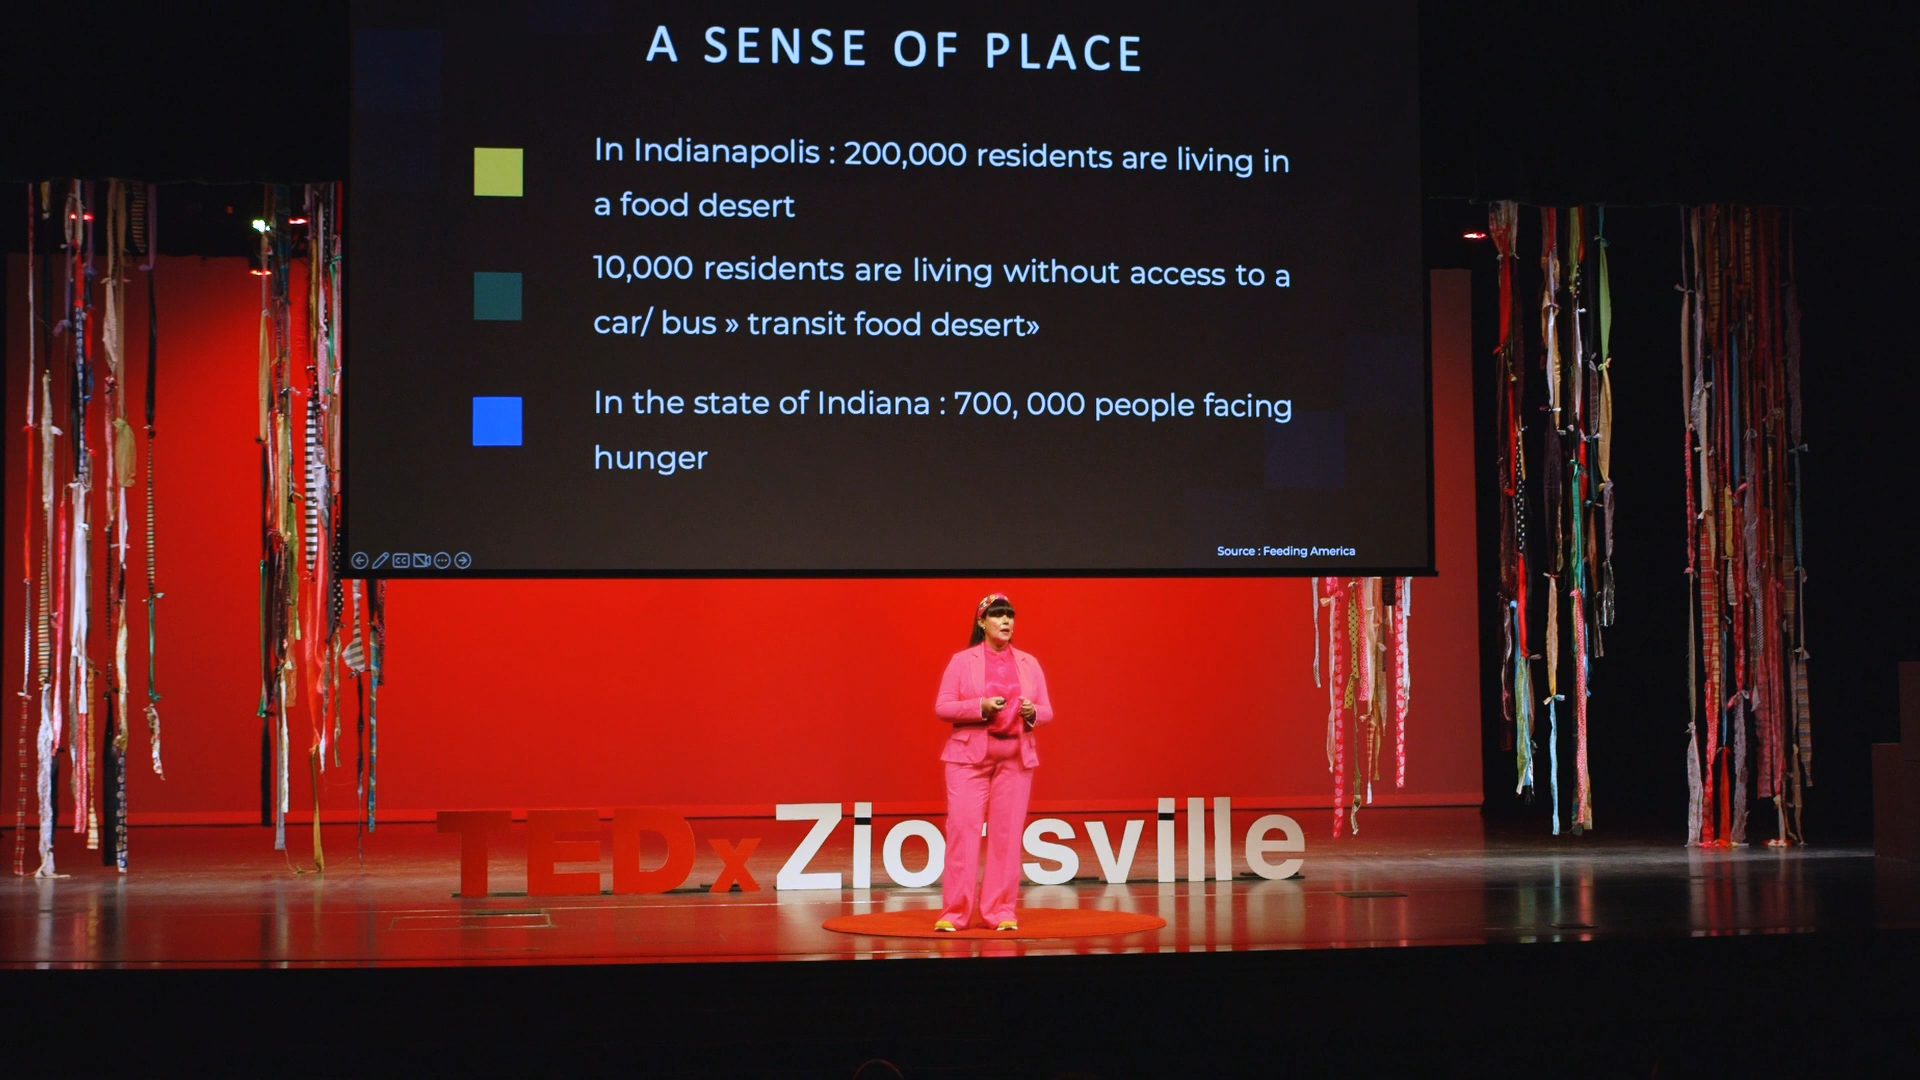 A SENSE OF PLACE
In Indianapolis : 200,000 residents are living in
a food desert
10,000 residents are living without access to a
car/ bus » transit food desert»
In the state of Indiana : 700, 000 people facing
hunger
Source : Feeding America
CC
TEDxZionsville